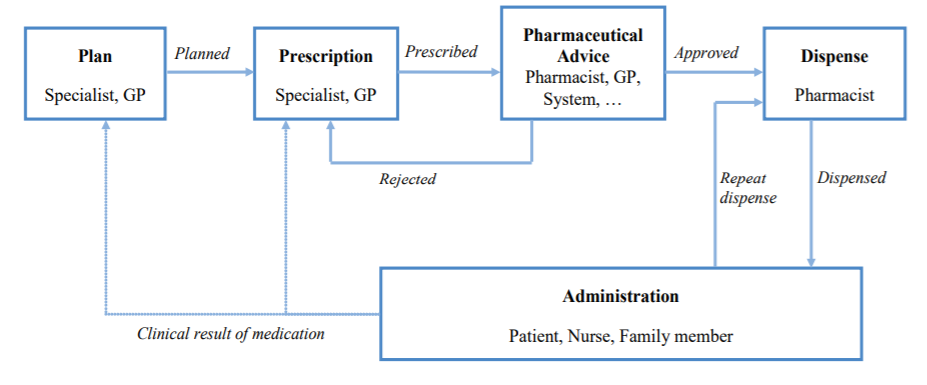 Plan
Specialist, GP
Planned
Prescription
Specialist, GP
Prescribed
Pharmaceutical
Advice
Pharmacist, GP,
System, …
Approved
Dispense
Pharmacist
Rejected
Repeat
dispense
Dispensed
Administration
Patient, Nurse, Family member
Clinical result of medication